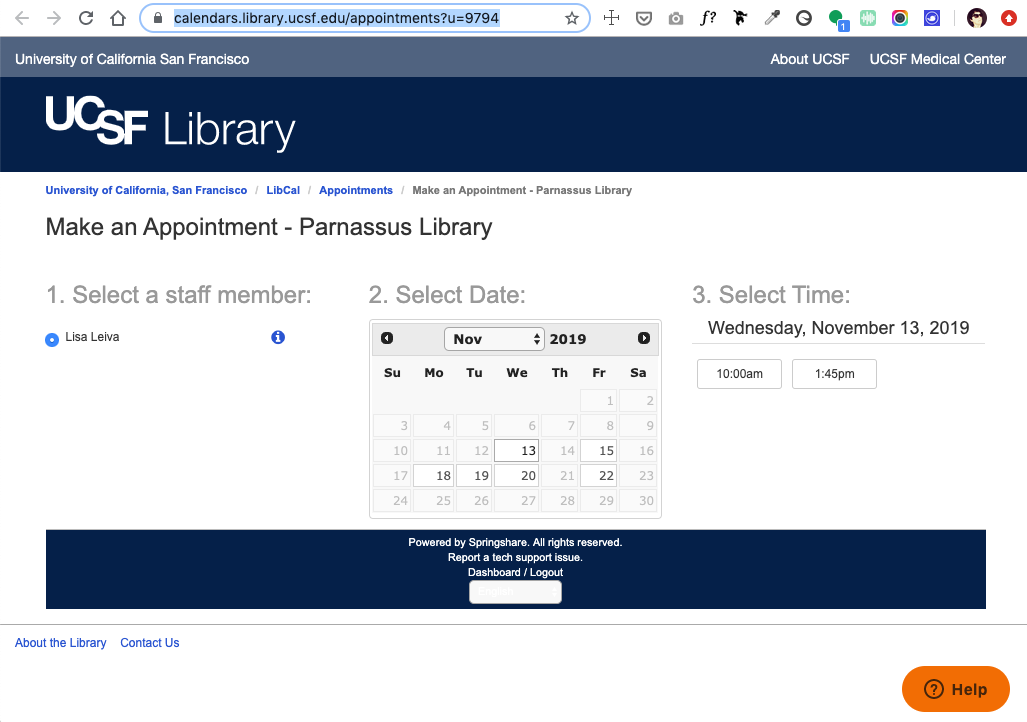 calendars.library.ucsf.edu/appointments?u=9794
f?
1
University of California San Francisco
About UCSF UCSF Medical Center
UCSF Library
University of California, San Francisco / LibCal / Appointments / Make an Appointment - Parnassus Library
Make an Appointment - Parnassus Library
1. Select a staff member:
Lisa Leiva
i
2. Select Date:
Nov 2019
Su Mo Tu We Th Fr Sa
1 2
3 4 5 6 7 8 9
10 11 12 13 14 15 16
17 18 19 20 21 22 23
24 25 26 27 28 29 30
3. Select Time:
Wednesday, November 13, 2019
10:00am 1:45pm
Powered by Springshare. All rights reserved.
Report a tech support issue.
Dashboard / Logout
English
About the Library Contact Us
? Help